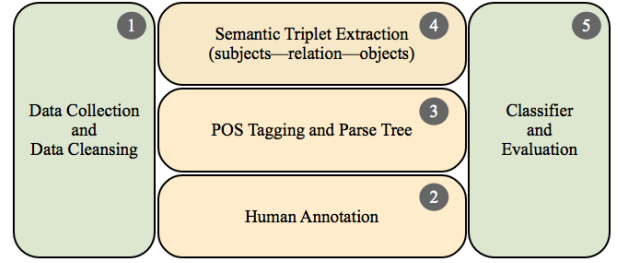 1
Data Collection
and
Data Cleansing
4
Semantic Triplet Extraction
(subjects—relation—objects)
3
POS Tagging and Parse Tree
2
Human Annotation
5
Classifier
and
Evaluation